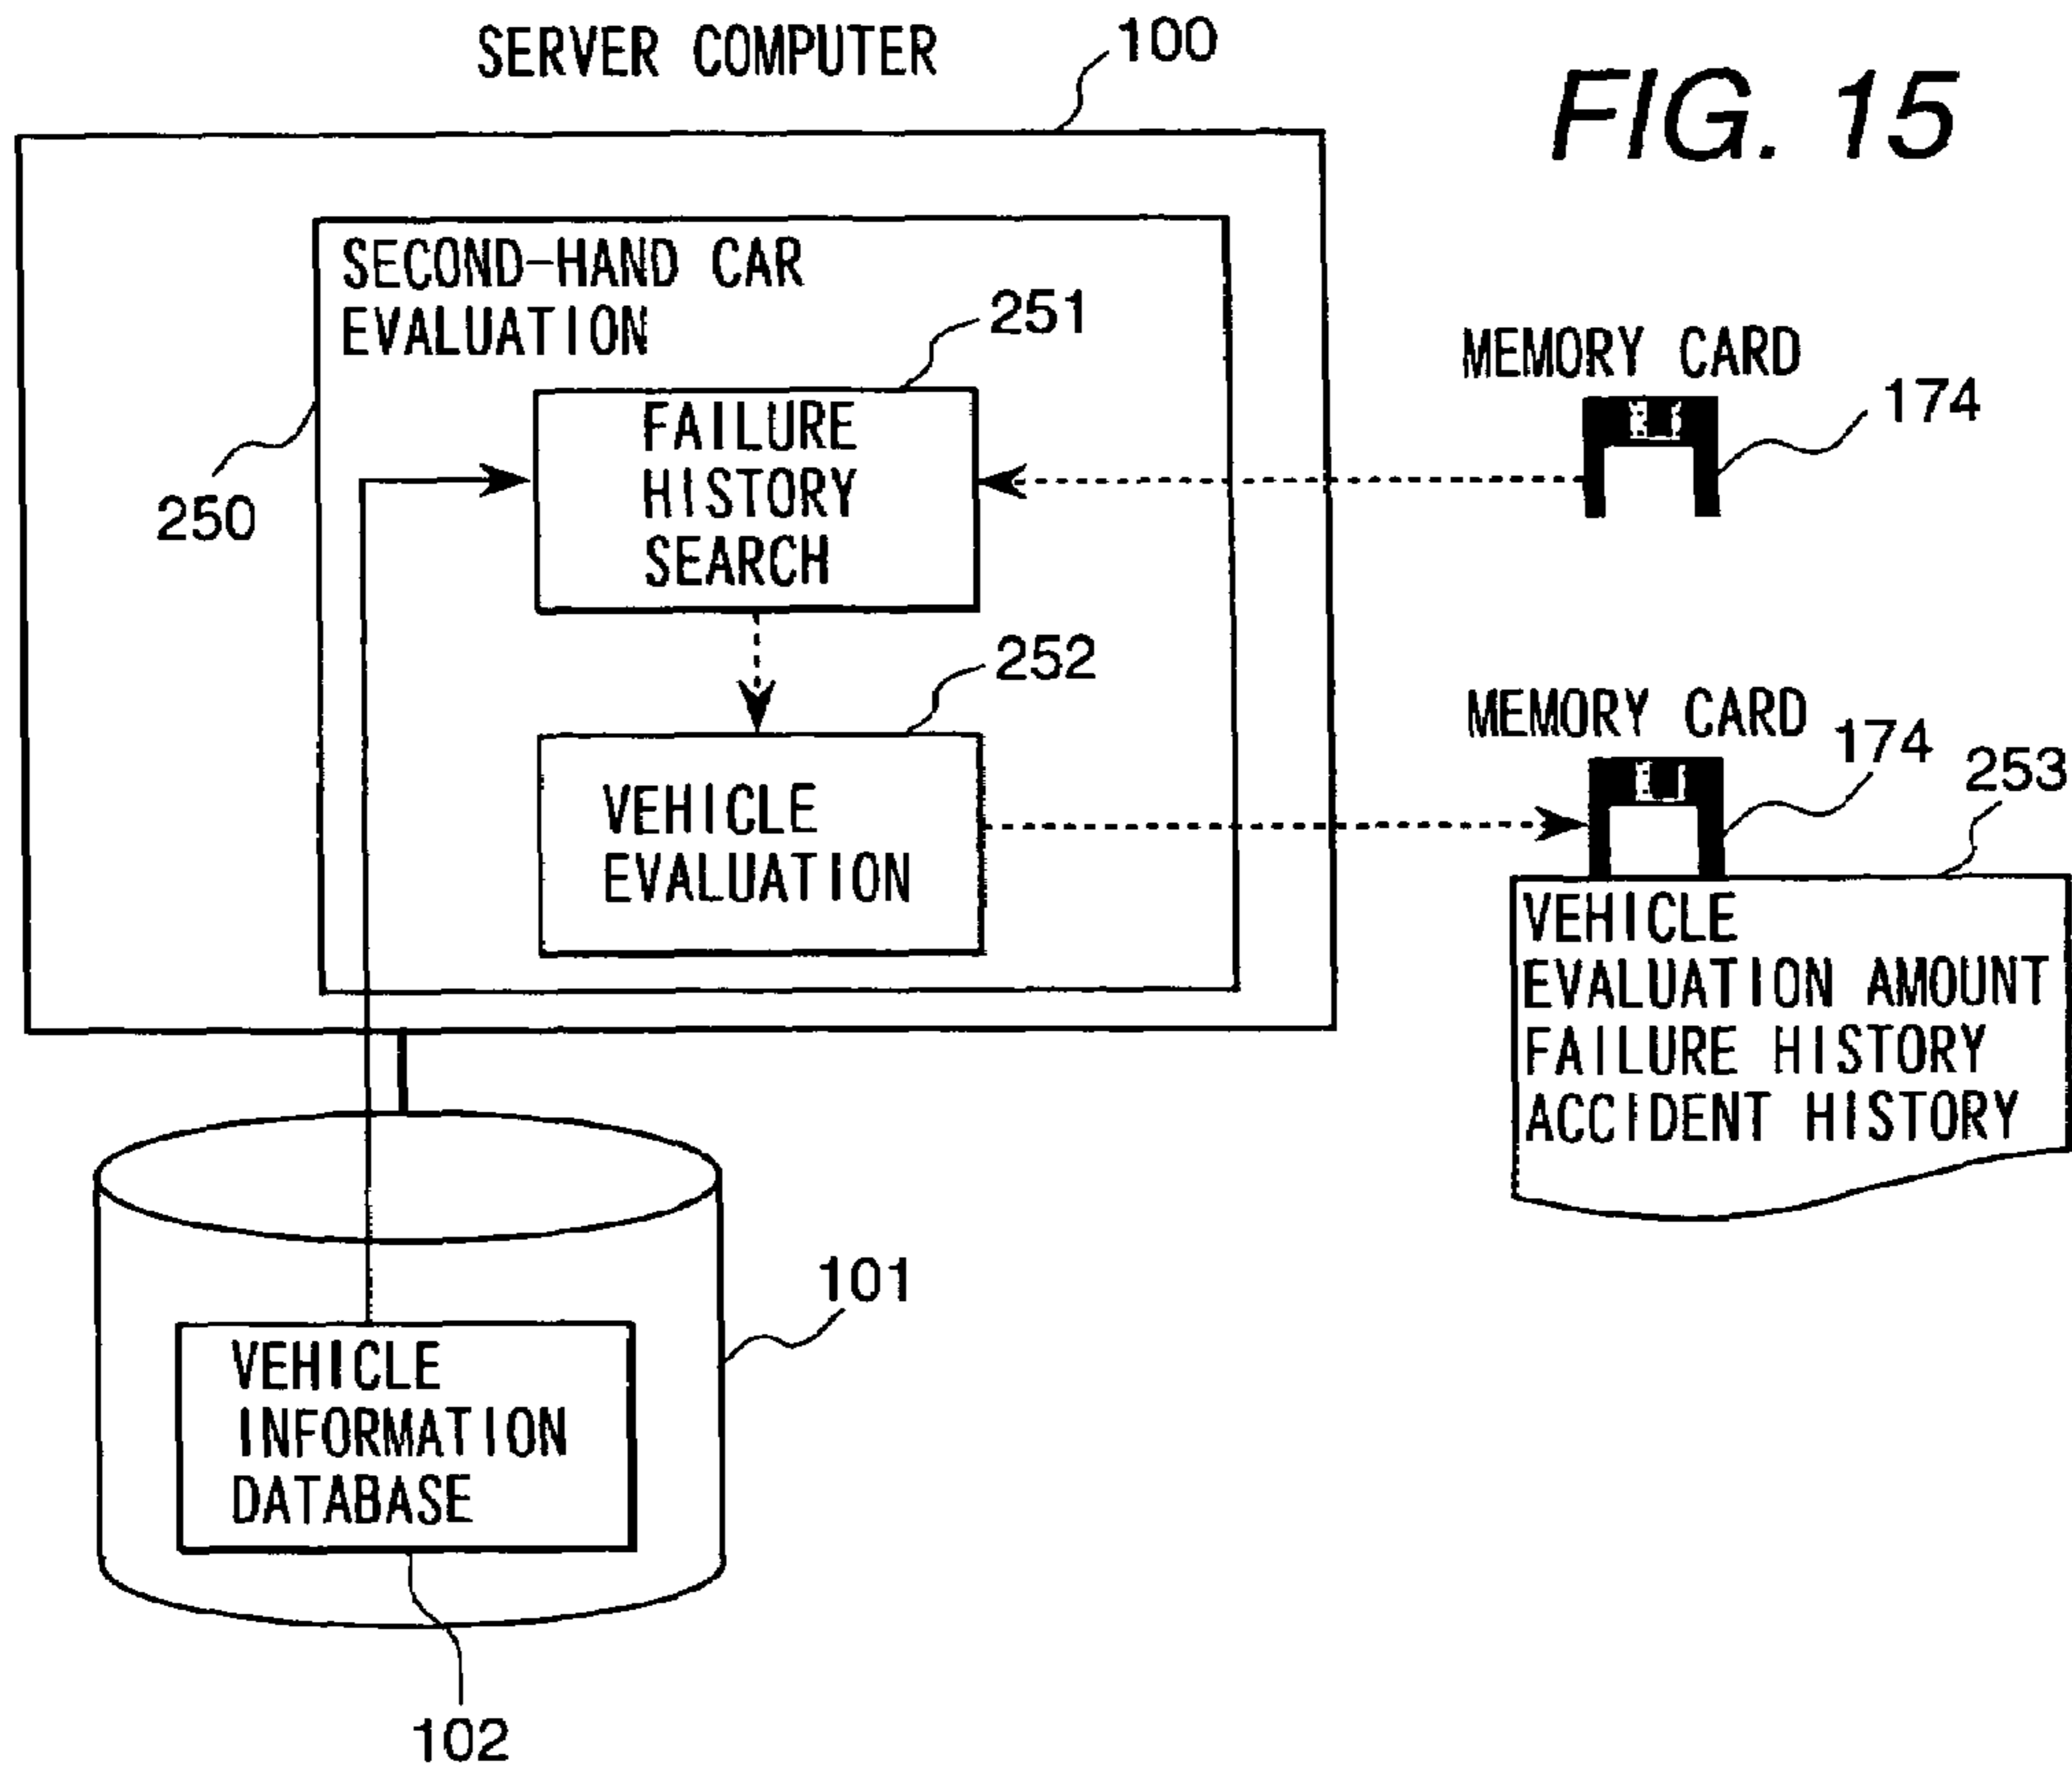 SERVER COMPUTER
100
FIG. 15
SECOND-HAND CAR
EVALUATION
251
FAILURE
HISTORY
SEARCH
250
MEMORY CARD
174
252
VEHICLE
EVALUATION
MEMORY CARD
174
253
VEHICLE
EVALUATION AMOUNT
FAILURE HISTORY
ACCIDENT HISTORY
101
VEHICLE
INFORMATION
DATABASE
102